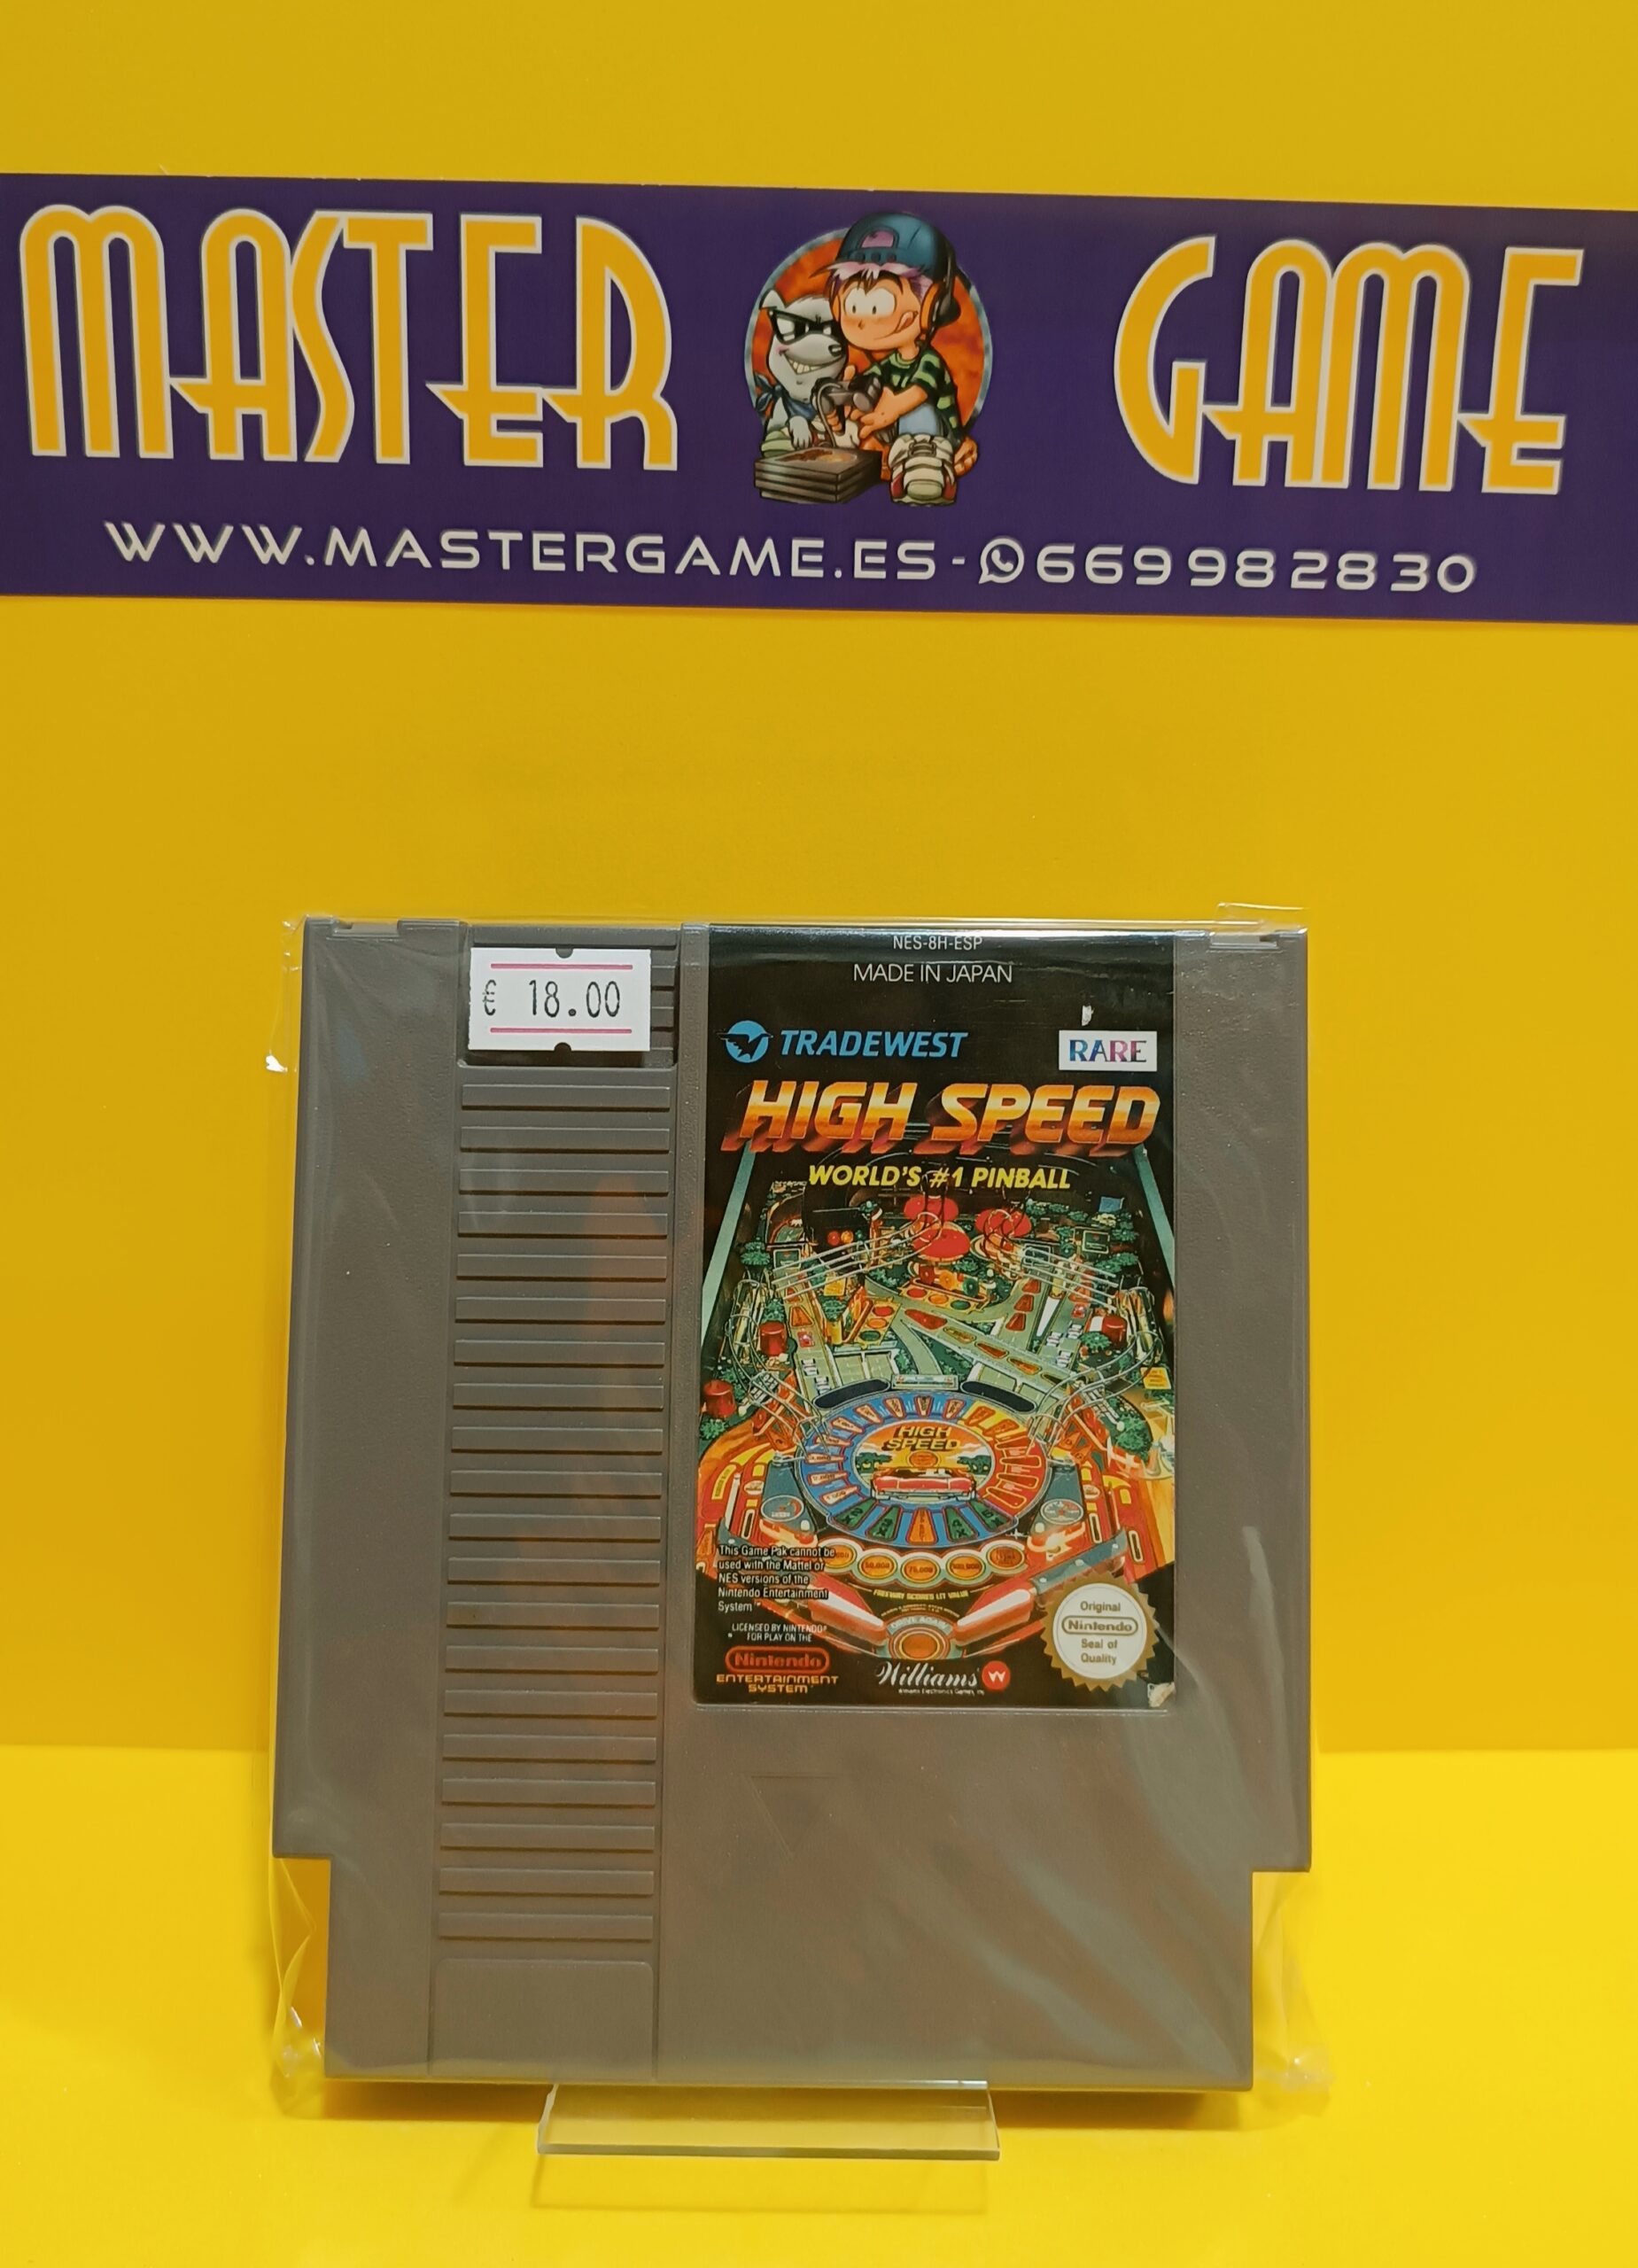 MASTER GAME
WWW.MASTERGAME.ES - 669982830
€ 18.00
NES-8H-ESP
MADE IN JAPAN
TRADEWEST
RARE
HIGH SPEED
WORLD'S #1 PINBALL
HIGH
SPEED
This Game Pak cannot be
used with the Mattel or
NES versions of the
Nintendo Entertainment
System
LICENSED BY NINTENDO®
FOR PLAY ON THE
Nintendo
ENTERTAINMENT
SYSTEM
Williams
Original
Nintendo
Seal of
Quality